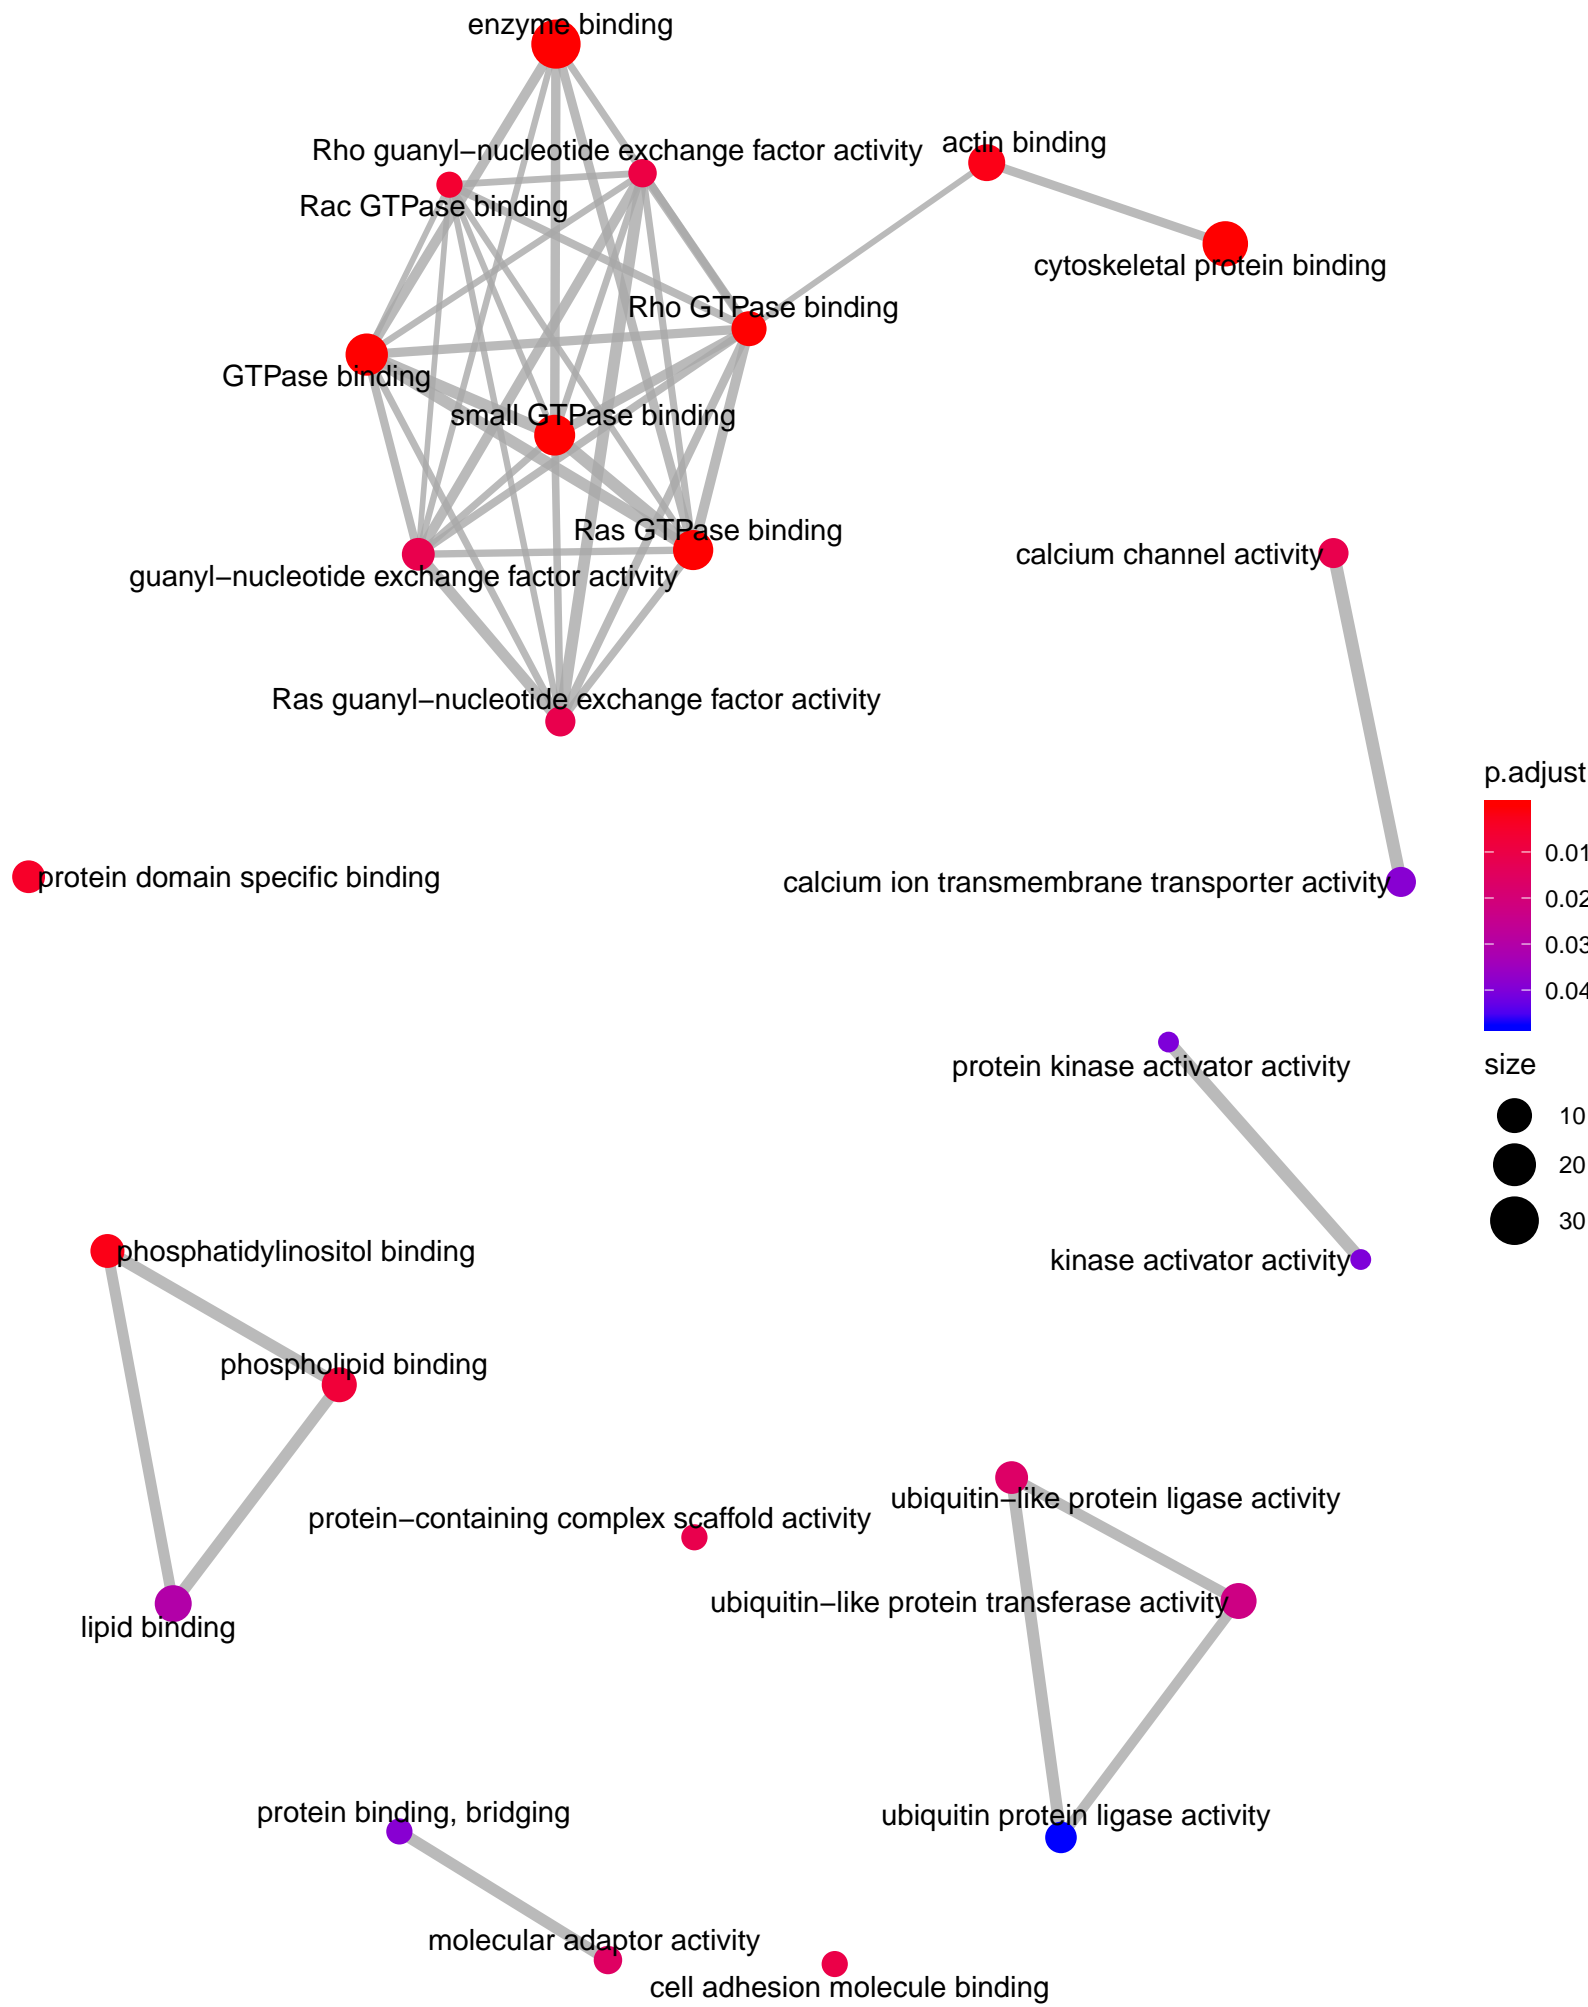 enzyme binding
Rho guanyl−nucleotide exchange factor activity
actin binding
Rac GTPase binding
cytoskeletal protein binding
Rho GTPase binding
GTPase binding
small GTPase binding
Ras GTPase binding
calcium channel activity
guanyl−nucleotide exchange factor activity
Ras guanyl−nucleotide exchange factor activity
p.adjust
0.01
0.02
0.03
0.04
protein domain specific binding
calcium ion transmembrane transporter activity
protein kinase activator activity
size
10
20
30
phosphatidylinositol binding
kinase activator activity
phospholipid binding
ubiquitin−like protein ligase activity
protein−containing complex scaffold activity
ubiquitin−like protein transferase activity
lipid binding
protein binding, bridging
ubiquitin protein ligase activity
molecular adaptor activity
cell adhesion molecule binding